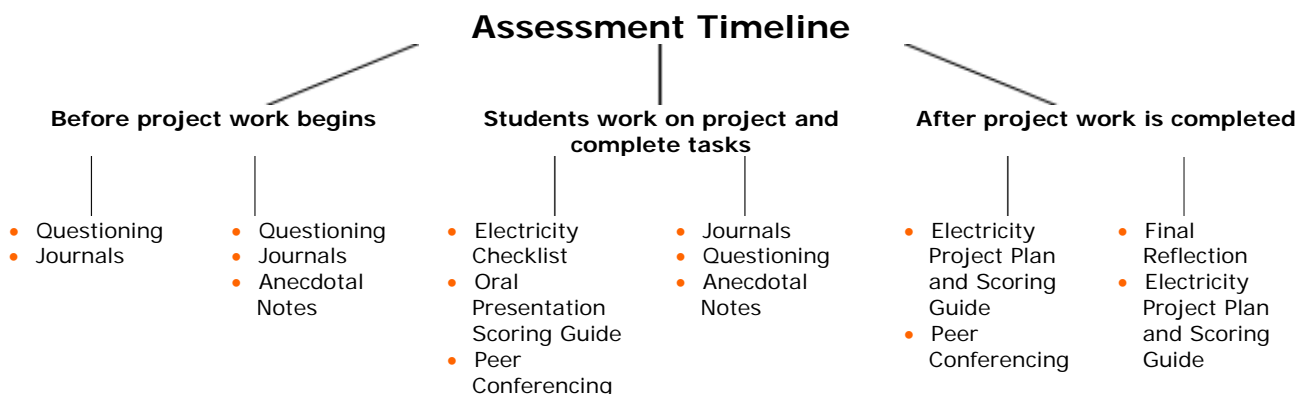 Assessment Timeline
Before project work begins
Students work on project and
complete tasks
After project work is completed
• Questioning
• Journals
• Questioning
• Journals
• Anecdotal
Notes
• Electricity
Checklist
• Oral
Presentation
Scoring Guide
• Peer
Conferencing
• Journals
• Questioning
• Anecdotal
Notes
• Electricity
Project Plan
and Scoring
Guide
• Peer
Conferencing
• Final
Reflection
• Electricity
Project Plan
and Scoring
Guide